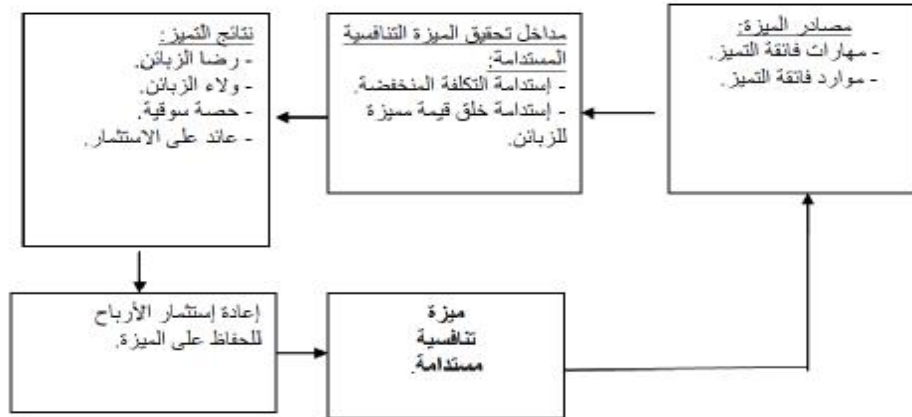 مصادر الميزة:
- مهارات فائقة التميز.
- موارد فائقة التميز.
مداخل تحقيق الميزة التنافسية
المستدامة:
- إستدامة التكلفة المنخفضة.
- إستدامة خلق قيمة مميزة
للزبائن.
نتائج التميز:
- رضا الزبائن.
- ولاء الزبائن.
- حصة سوقية.
- عائد على الاستثمار.
إعادة إستثمار الأرباح
للحفاظ على الميزة.
ميزة
تنافسية
مستدامة.